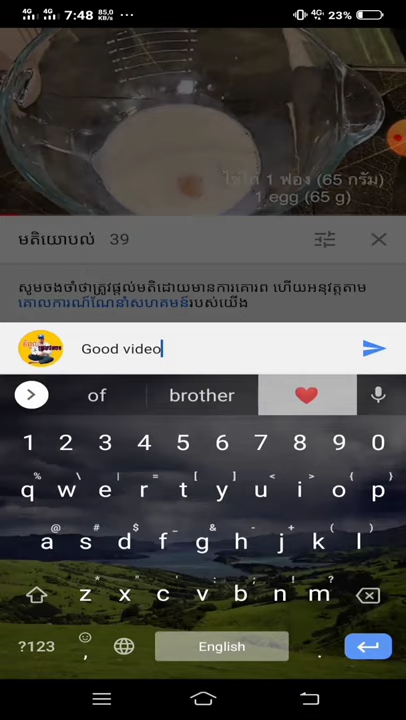 4G 4G 7:48 85,0 KB/s ... 4G 23%
ไข่ไก่ 1 ฟอง (65 กรัม)
1 egg (65 g)
មតិយោបល់ 39
សូមចងចាំថាត្រូវផ្តល់មតិដោយមានការគោរព ហើយអនុវត្តតាម
គោលការណ៍ណែនាំសហគមន៍របស់យើង
Good video
of brother
1 2 3 4 5 6 7 8 9 0
% \ | = [ ] < > { }
q w e r t y u i o p
@ # $ _ & - + ( )
a s d f g h j k l
* " ' : ; ! ?
z x c v b n m
?123 , English .